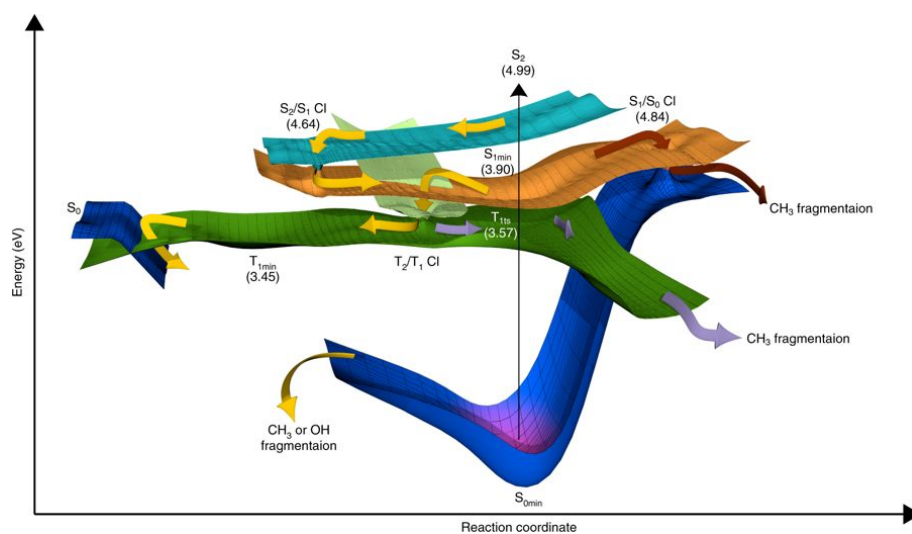 S₂
(4.99)
S₂/S₁ CI
(4.64)
S₁/S₀ CI
(4.84)
S₁min
(3.90)
S₀
T₁ts
(3.57)
CH₃ fragmentaion
T₁min
(3.45)
T₂/T₁ CI
CH₃ fragmentaion
CH₃ or OH
fragmentaion
S₀min
Energy (eV)
Reaction coordinate